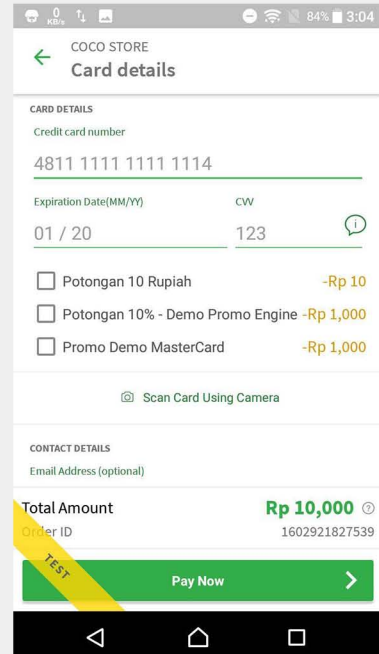 0 KB/s 84% 3:04
COCO STORE
Card details
CARD DETAILS
Credit card number
4811 1111 1111 1114
Expiration Date(MM/YY) CVV
01 / 20 123
Potongan 10 Rupiah -Rp 10
Potongan 10% - Demo Promo Engine -Rp 1,000
Promo Demo MasterCard -Rp 1,000
Scan Card Using Camera
CONTACT DETAILS
Email Address (optional)
Total Amount Rp 10,000
Order ID 1602921827539
TEST
Pay Now